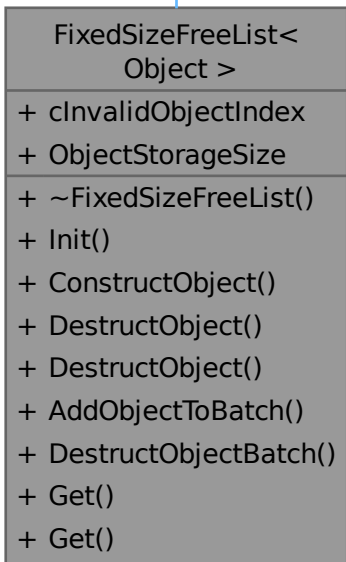 FixedSizeFreeList<
Object >
+ cInvalidObjectIndex
+ ObjectStorageSize
+ ~FixedSizeFreeList()
+ Init()
+ ConstructObject()
+ DestructObject()
+ DestructObject()
+ AddObjectToBatch()
+ DestructObjectBatch()
+ Get()
+ Get()